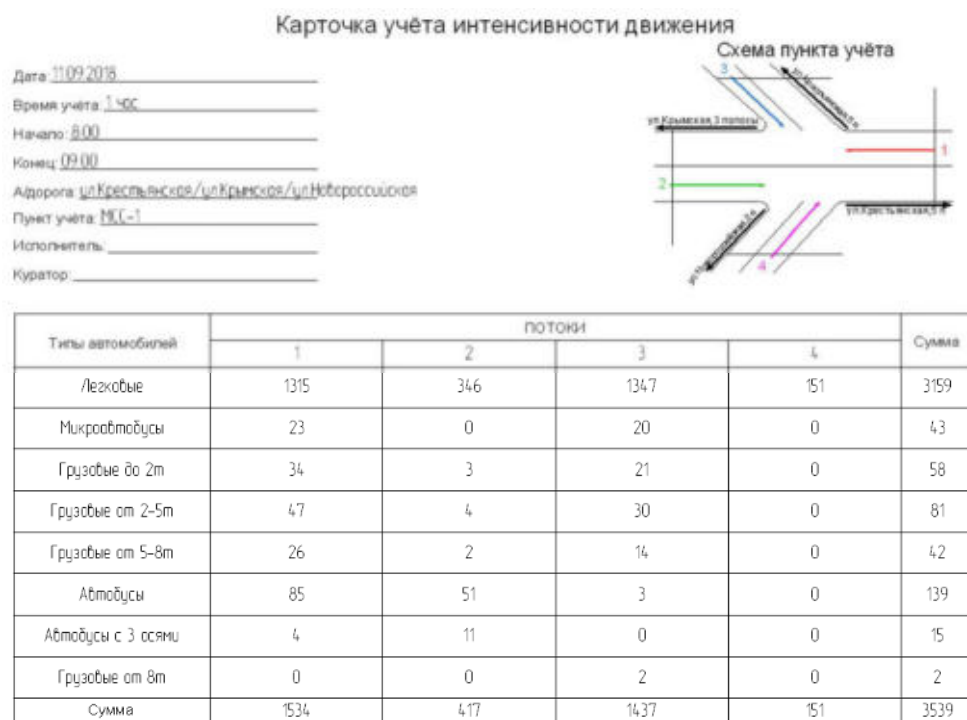 Карточка учёта интенсивности движения
Схема пункта учёта
Дата: 11.09.2018
Время учёта: 1 час
Начало: 8:00
Конец: 09:00
А/дорога: ул.Крестьянская/ул.Крымская/ул.Новороссийская
Пункт учёта: МСС-1
Исполнитель:
Куратор:
3
ул.Крымская,3 полосы
1
2
ул.Крестьянская,
4
Типы автомобилей ПОТОКИ Сумма
1 2 3 4
Легковые 1315 346 1347 151 3159
Микроавтобусы 23 0 20 0 43
Грузовые до 2т 34 3 21 0 58
Грузовые от 2-5т 47 4 30 0 81
Грузовые от 5-8т 26 2 14 0 42
Автобусы 85 51 3 0 139
Автобусы с 3 осями 4 11 0 0 15
Грузовые от 8т 0 0 2 0 2
Сумма 1534 417 1437 151 3539